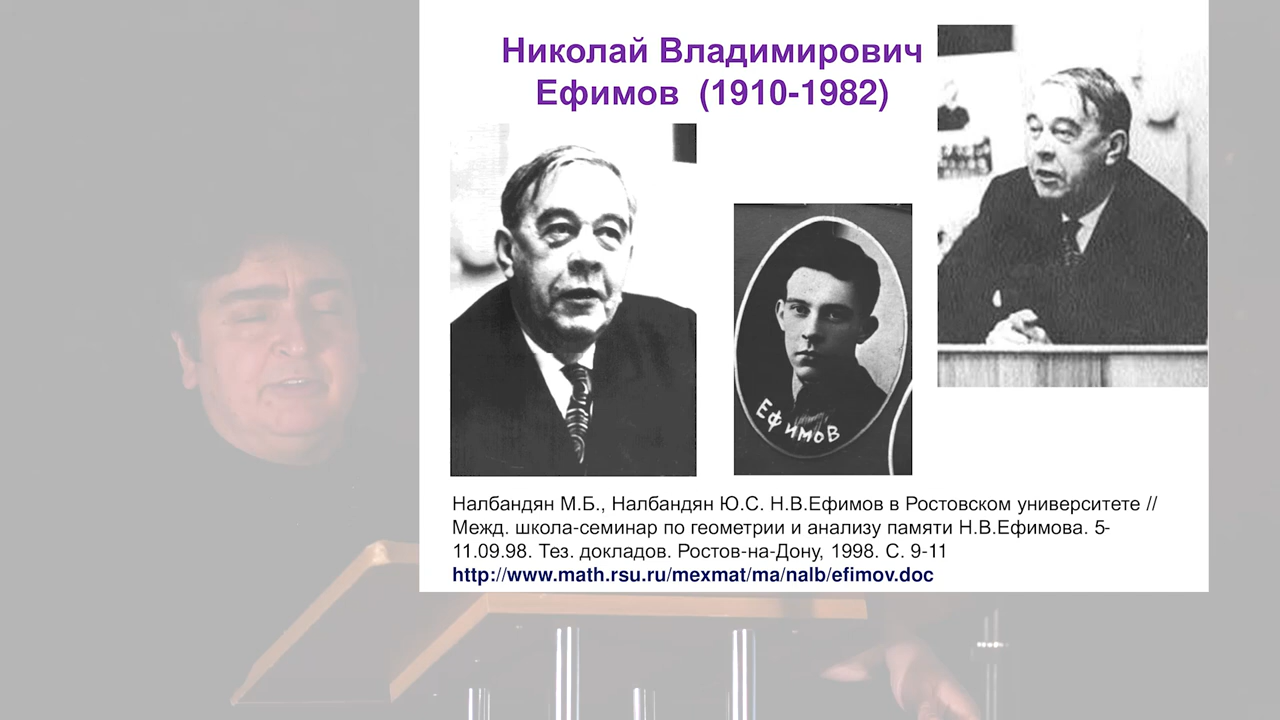 Николай Владимирович
Ефимов (1910-1982)
Ефимов
Налбандян М.Б., Налбандян Ю.С. Н.В.Ефимов в Ростовском университете //
Межд. школа-семинар по геометрии и анализу памяти Н.В.Ефимова. 5-
11.09.98. Тез. докладов. Ростов-на-Дону, 1998. С. 9-11
http://www.math.rsu.ru/mexmat/ma/nalb/efimov.doc